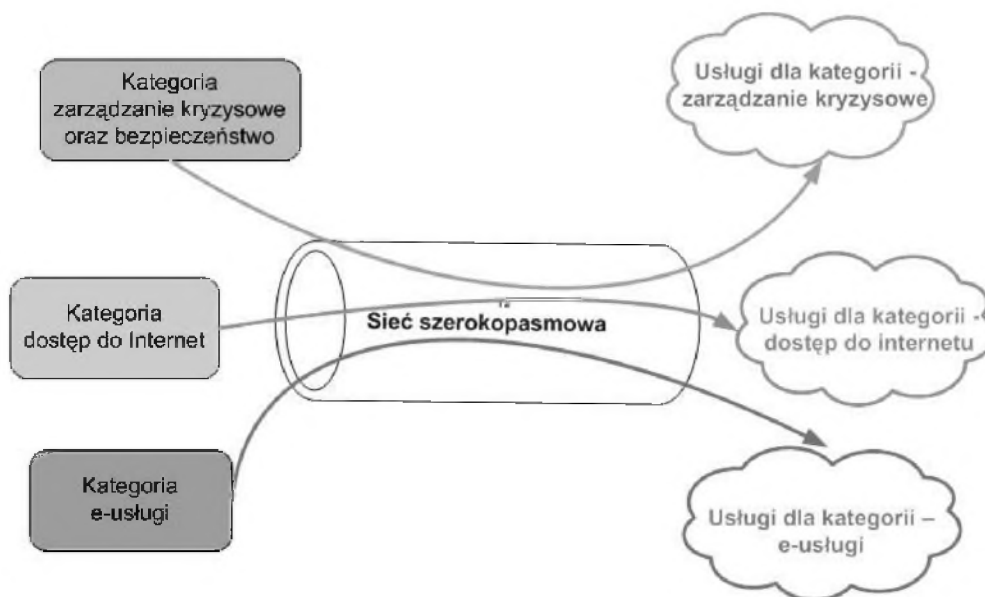 Kategoria
zarządzanie kryzysowe
oraz bezpieczeństwo
Usługi dla kategorii -
zarządzanie kryzysowe
Kategoria
dostęp do Internet
Sieć szerokopasmowa
Usługi dla kategorii -
dostęp do internetu
Kategoria
e-usługi
Usługi dla kategorii –
e-usługi